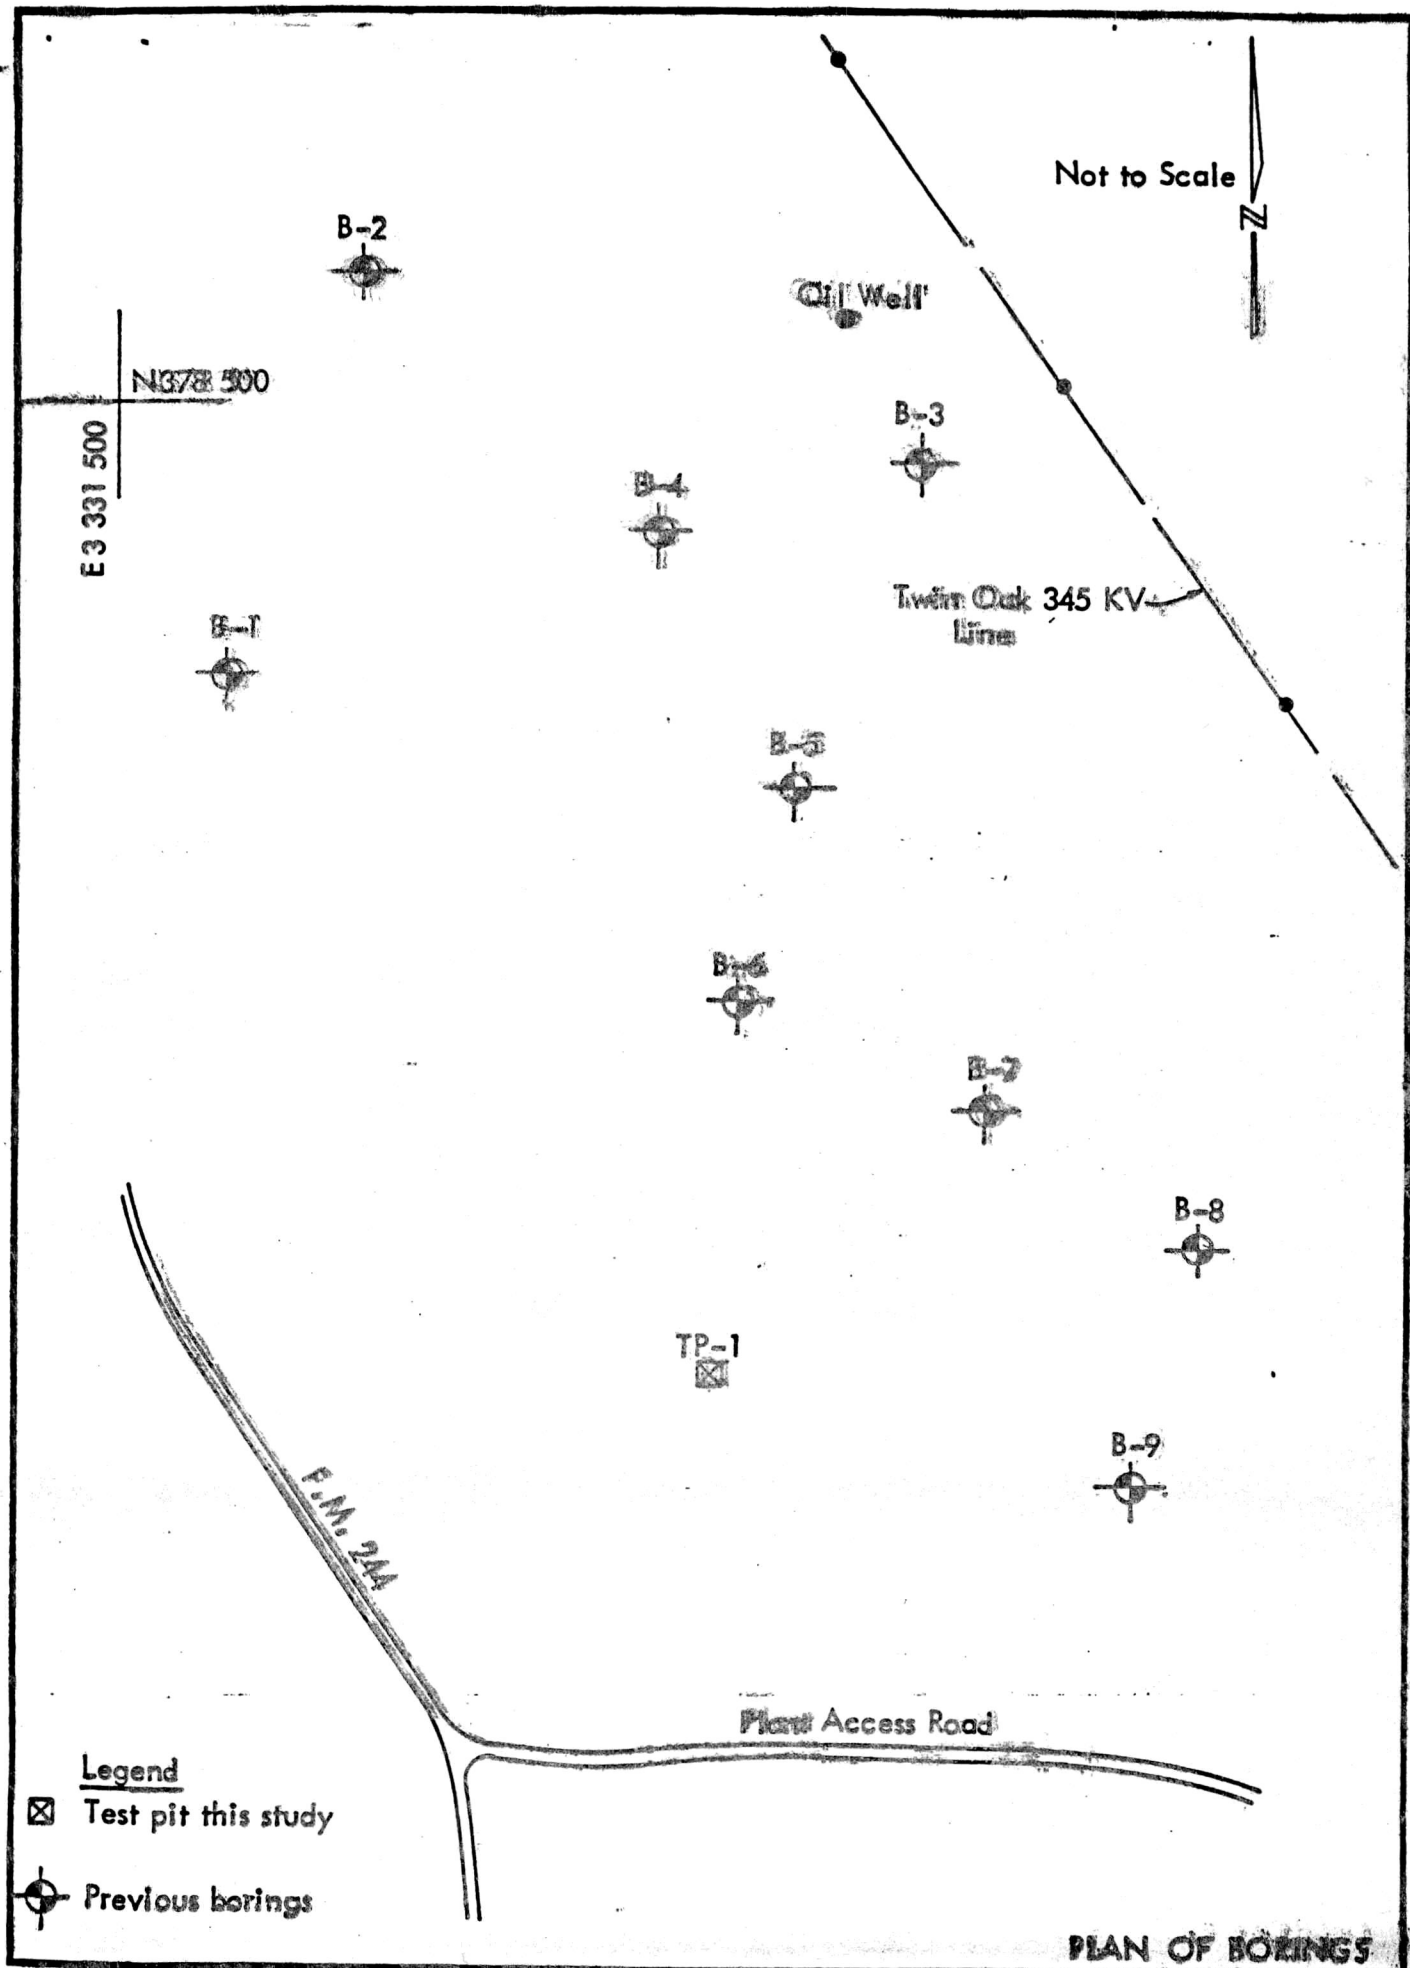 Not to Scale
N
B-2
Oil Well
N378 500
E3 331 500
B-3
B-4
Twin Oak 345 KV
Line
B-1
B-5
B-6
B-7
B-8
TP-1
B-9
F.M. 244
Plant Access Road
Legend
Test pit this study
Previous borings
PLAN OF BORINGS